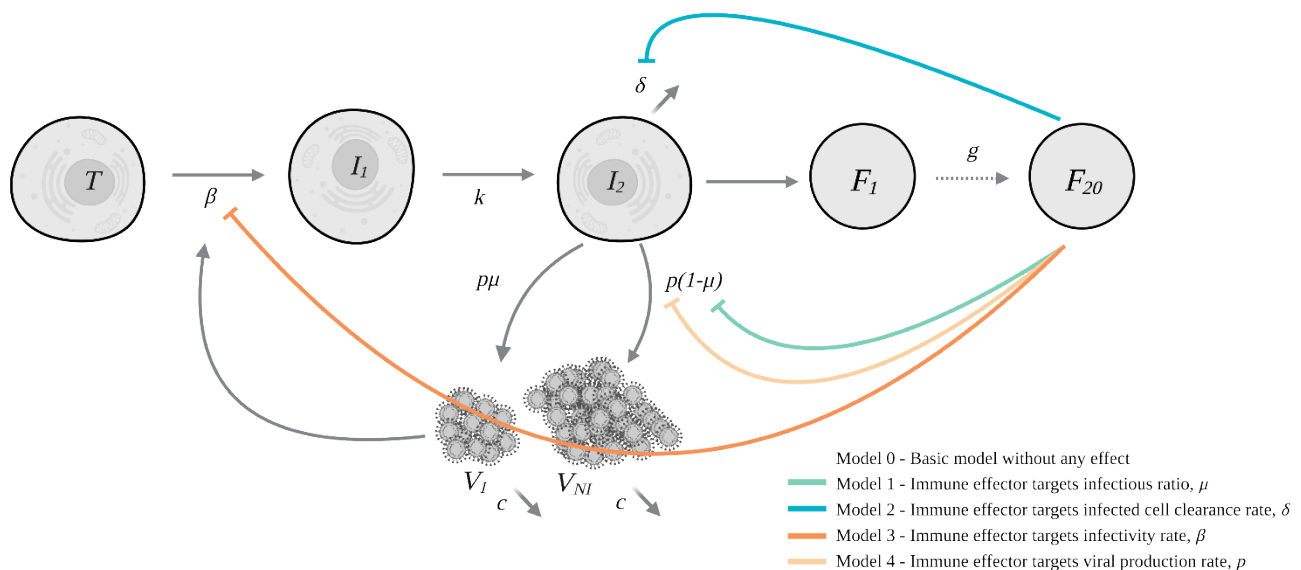 δ
T
I1
I2
F1
g
F20
β
k
pμ
p(1-μ)
V1
VNI
c
c
Model 0 - Basic model without any effect
Model 1 - Immune effector targets infectious ratio, μ
Model 2 - Immune effector targets infected cell clearance rate, δ
Model 3 - Immune effector targets infectivity rate, β
Model 4 - Immune effector targets viral production rate, p